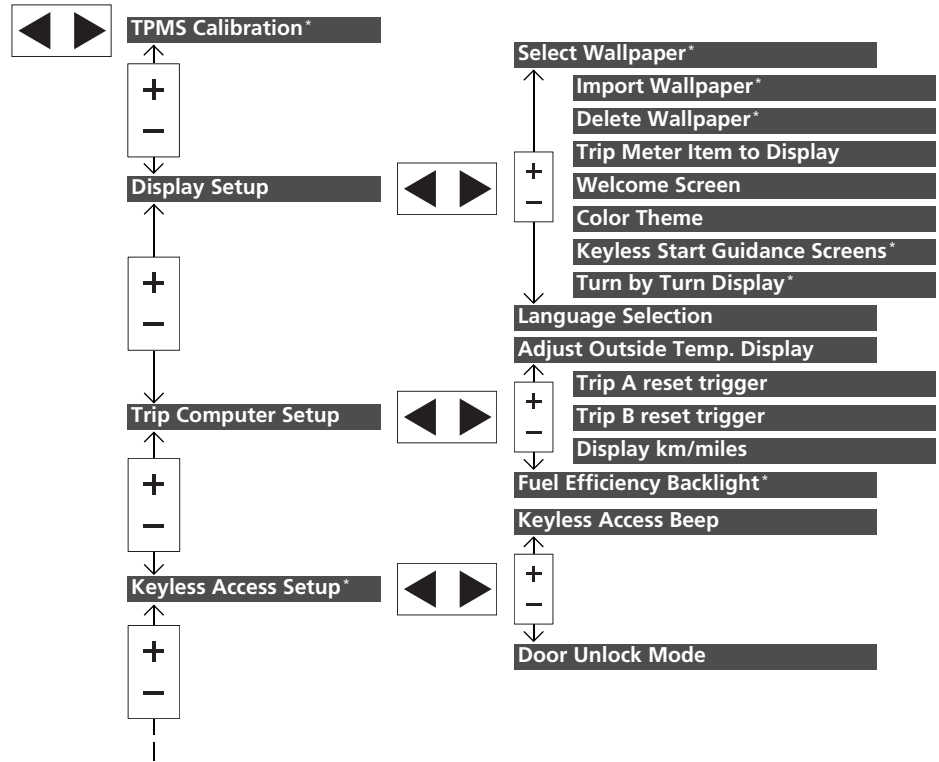 TPMS Calibration*
+
−
Display Setup
Select Wallpaper*
Import Wallpaper*
Delete Wallpaper*
Trip Meter Item to Display
+
−
Welcome Screen
Color Theme
Keyless Start Guidance Screens*
Turn by Turn Display*
Language Selection
+
−
Trip Computer Setup
Adjust Outside Temp. Display
+
−
Trip A reset trigger
Trip B reset trigger
Display km/miles
Fuel Efficiency Backlight*
+
−
Keyless Access Setup*
Keyless Access Beep
+
−
Door Unlock Mode
+
−